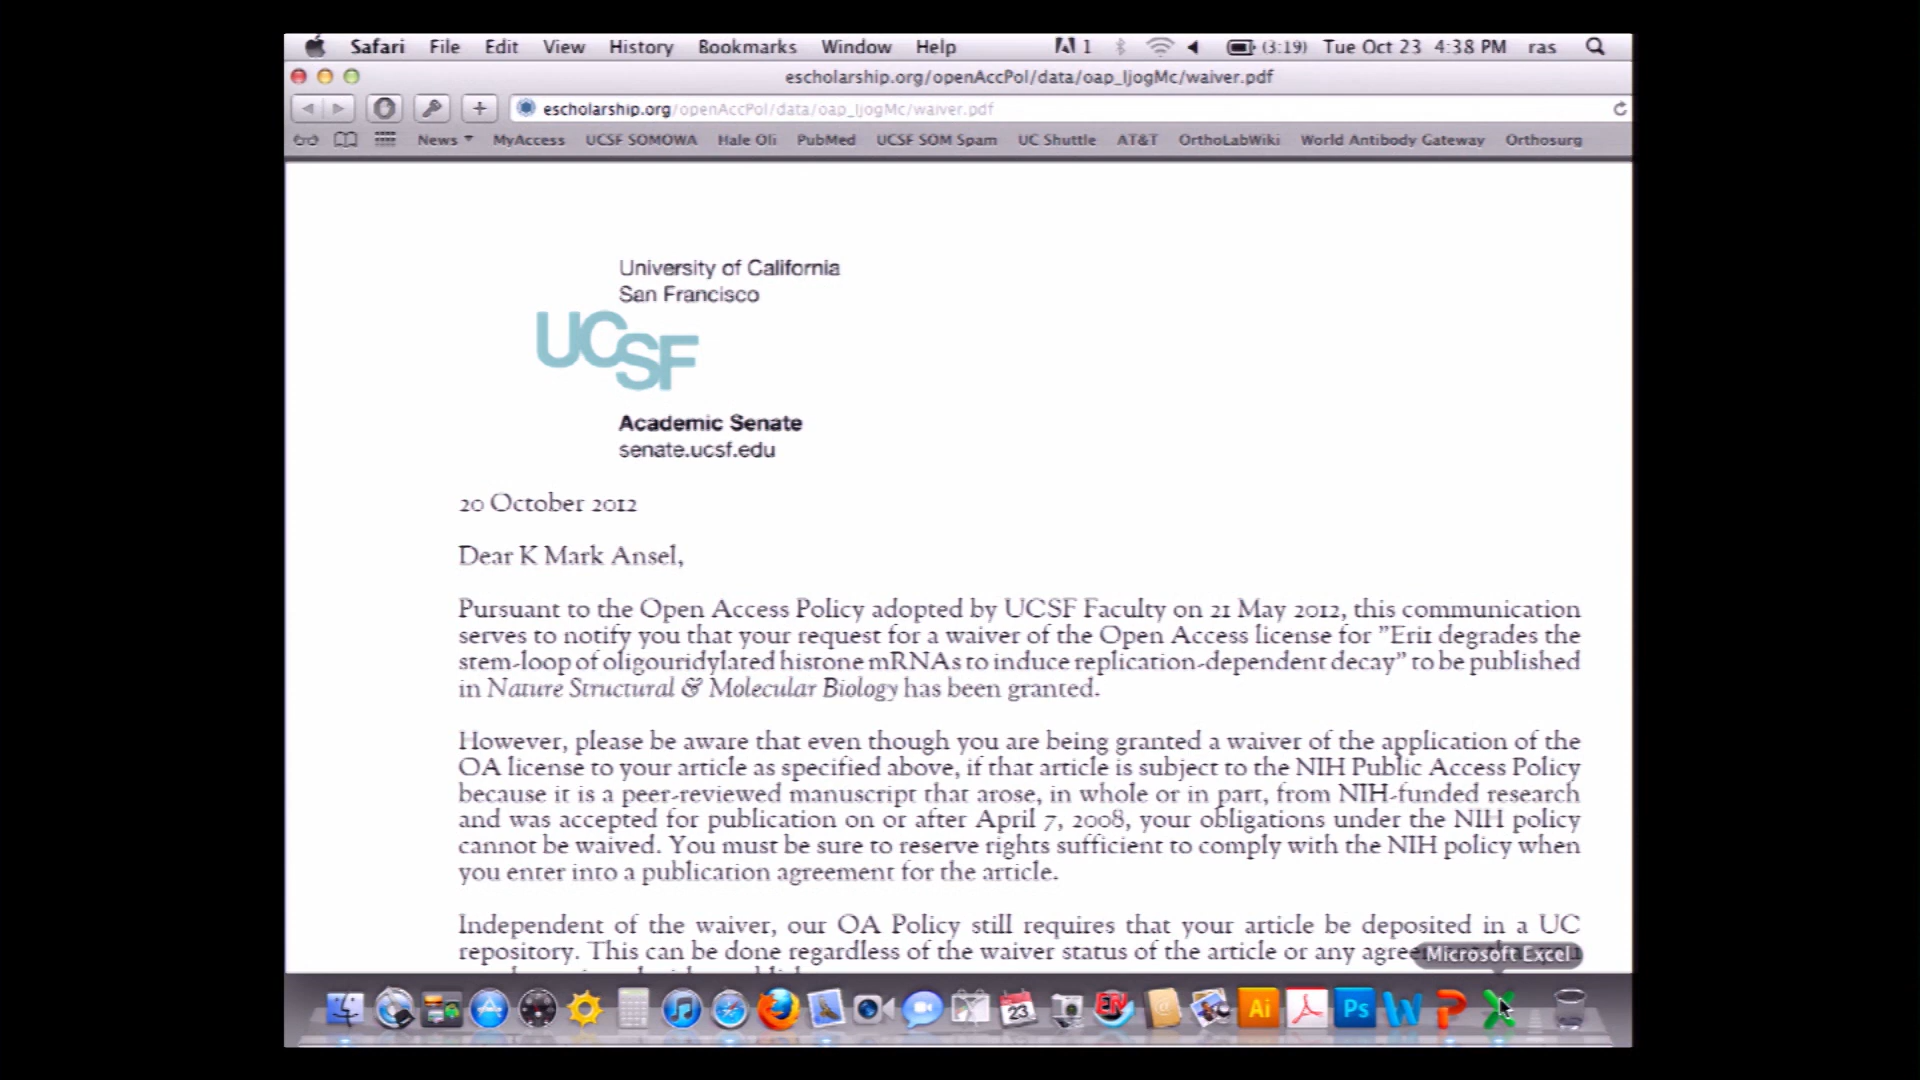 Safari File Edit View History Bookmarks Window Help 1 (3:19) Tue Oct 23 4:38 PM ras
escholarship.org/openAccPol/data/oap_IjogMc/waiver.pdf
escholarship.org/openAccPol/data/oap_IjogMc/waiver.pdf
News MyAccess UCSF SOMOWA Hale Oli PubMed UCSF SOM Spam UC Shuttle AT&T OrthoLabWiki World Antibody Gateway Orthosurg
University of California
San Francisco
UCSF
Academic Senate
senate.ucsf.edu
20 October 2012
Dear K Mark Ansel,
Pursuant to the Open Access Policy adopted by UCSF Faculty on 21 May 2012, this communication
serves to notify you that your request for a waiver of the Open Access license for "Eri1 degrades the
stem-loop of oligouridylated histone mRNAs to induce replication-dependent decay" to be published
in Nature Structural & Molecular Biology has been granted.
However, please be aware that even though you are being granted a waiver of the application of the
OA license to your article as specified above, if that article is subject to the NIH Public Access Policy
because it is a peer-reviewed manuscript that arose, in whole or in part, from NIH-funded research
and was accepted for publication on or after April 7, 2008, your obligations under the NIH policy
cannot be waived. You must be sure to reserve rights sufficient to comply with the NIH policy when
you enter into a publication agreement for the article.
Independent of the waiver, our OA Policy still requires that your article be deposited in a UC
repository. This can be done regardless of the waiver status of the article or any
Microsoft Excel
23 Ai Ps W P X